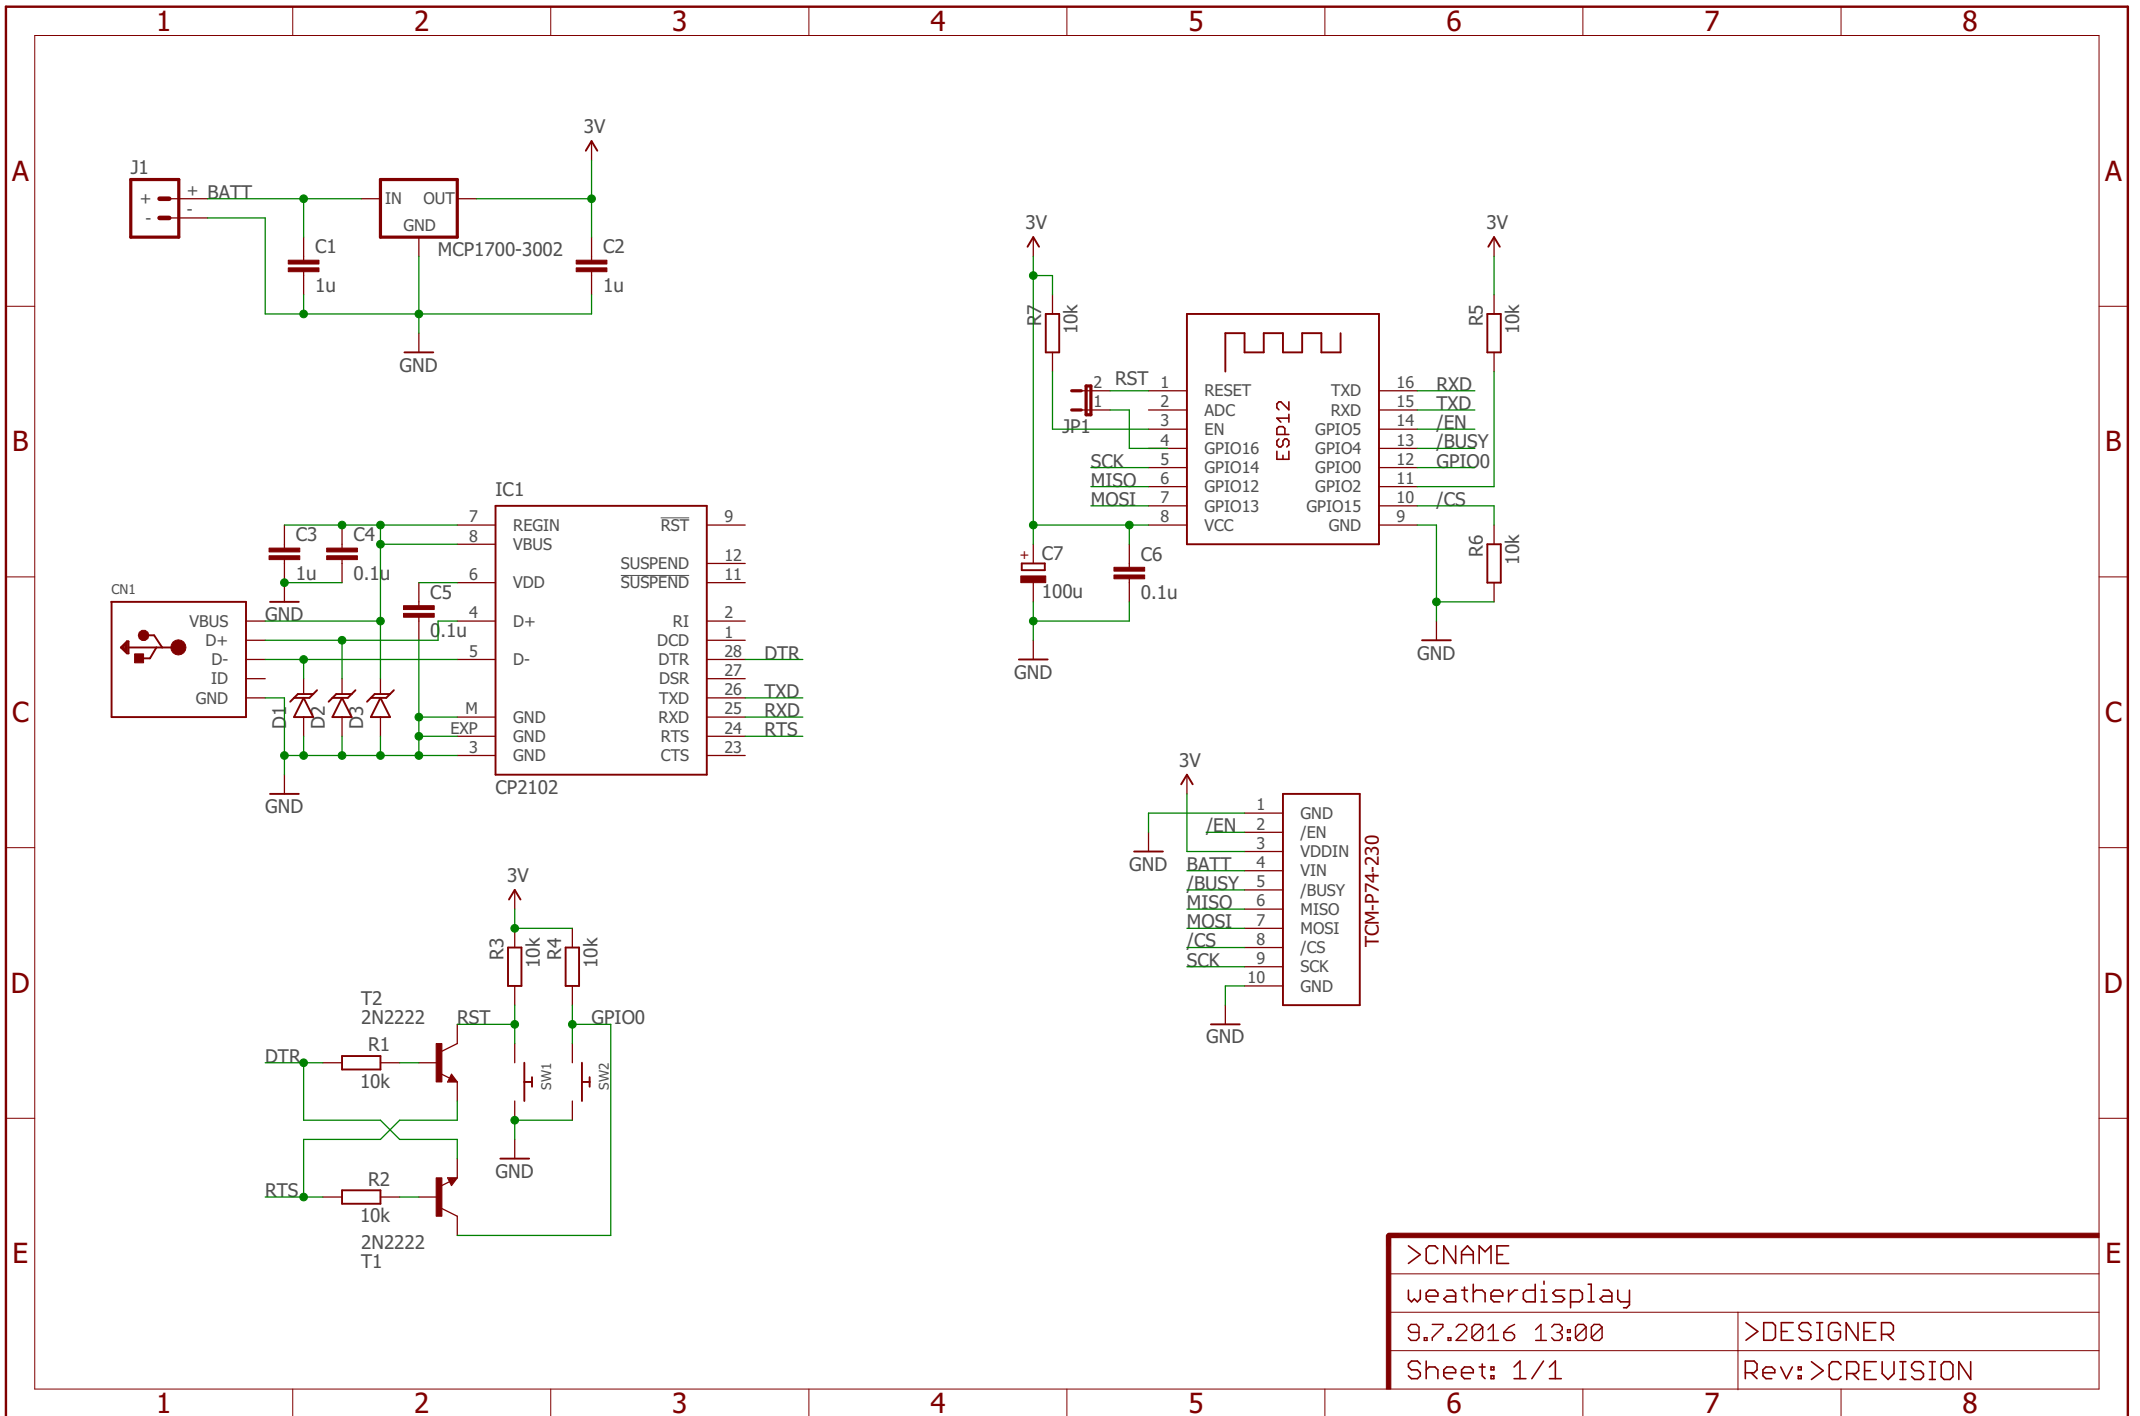 1 2 3 4 5 6 7 8
A A
B B
C C
D D
E E
J1
+ -
+ BATT
-
IN OUT
GND
MCP1700-3002
3V
C1
1u
C2
1u
GND
IC1
7 REGIN
8 VBUS
6 VDD
4 D+
5 D-
M GND
EXP GND
3 GND
RST 9
SUSPEND 12
SUSPEND 11
RI 2
DCD 1
DTR 28 DTR
DSR 27
TXD 26 TXD
RXD 25 RXD
RTS 24 RTS
CTS 23
CP2102
C3
1u
C4
0.1u
C5
0.1u
GND
CN1
VBUS
D+
D-
ID
GND
D1
D2
D3
GND
3V
R3
10k
R4
10k
T2
2N2222
RST
GPIO0
DTR
R1
10k
SW1
SW2
RTS
R2
10k
GND
2N2222
T1
3V
R7
10k
3V
R5
10k
2 RST
1
JP1
ESP12
1 RESET
2 ADC
3 EN
4 GPIO16
SCK 5 GPIO14
MISO 6 GPIO12
MOSI 7 GPIO13
8 VCC
TXD 16 RXD
RXD 15 TXD
GPIO5 14 /EN
GPIO4 13 /BUSY
GPIO0 12 GPIO0
GPIO2 11
GPIO15 10 /CS
GND 9
+ C7
100u
C6
0.1u
R6
10k
GND
GND
3V
1 GND
/EN 2 /EN
3 VDDIN
BATT 4 VIN
/BUSY 5 /BUSY
MISO 6 MISO
MOSI 7 MOSI
/CS 8 /CS
SCK 9 SCK
10 GND
TCM-P74-230
GND
GND
>CNAME
weatherdisplay
9.7.2016 13:00 >DESIGNER
Sheet: 1/1 Rev:>CREVISION
1 2 3 4 5 6 7 8